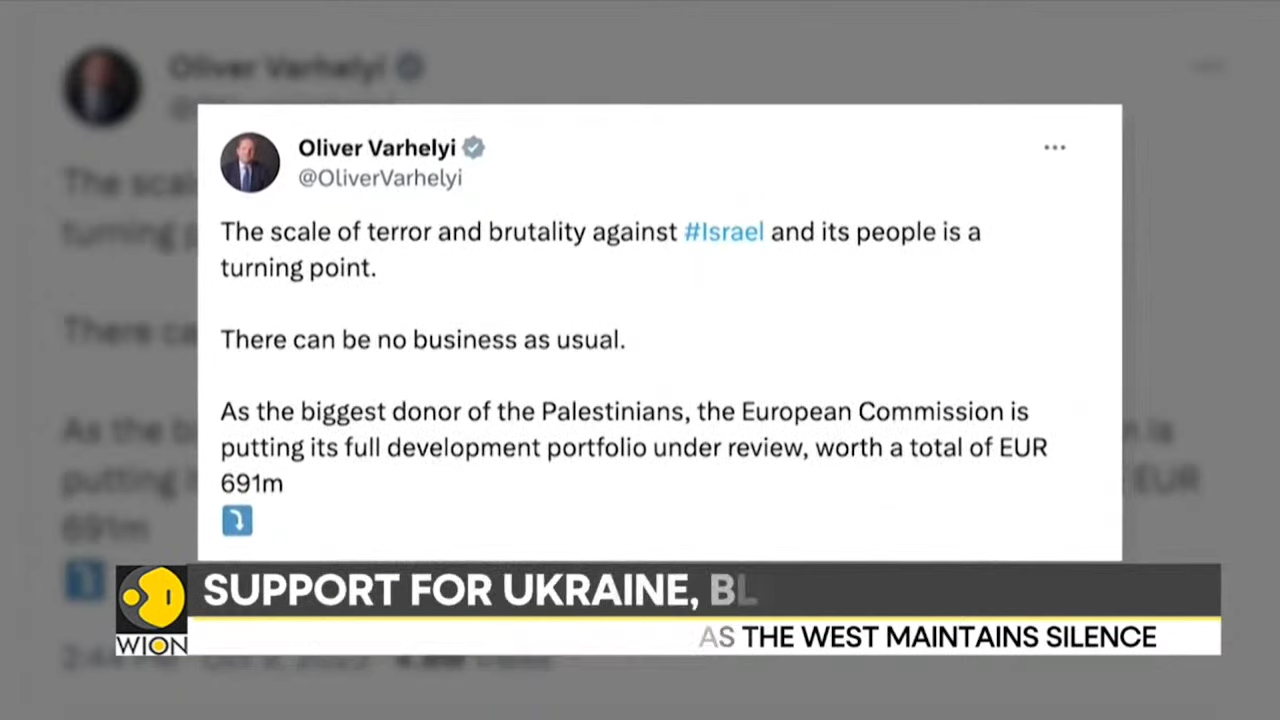 Oliver Varhelyi
@OliverVarhelyi
The scale of terror and brutality against #Israel and its people is a
turning point.
There can be no business as usual.
As the biggest donor of the Palestinians, the European Commission is
putting its full development portfolio under review, worth a total of EUR
691m
SUPPORT FOR UKRAINE, BL
AS THE WEST MAINTAINS SILENCE
WION